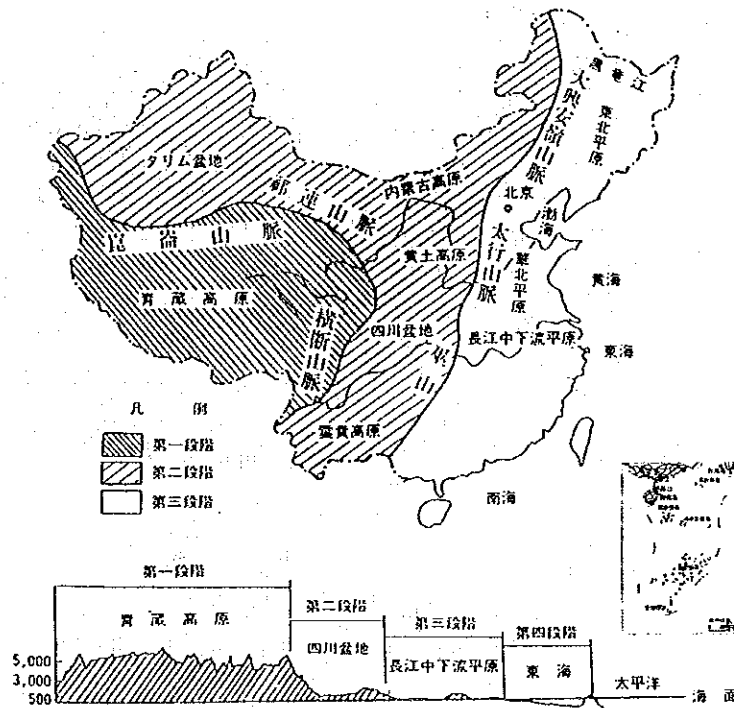 黒竜江
大興安嶺山脈
東北平原
タリム盆地
内蒙古高原
祁連山脈
北京
渤海
崑崙山脈
太行山脈
黄土高原
華北平原
黄海
青蔵高原
横断山脈
四川盆地
長江中下流平原
東海
巫山
雲貴高原
凡例
第一段階
第二段階
第三段階
南海
第一段階
第二段階
第三段階
第四段階
青蔵高原
四川盆地
長江中下流平原
東海
太平洋
海面
5,000
3,000
500